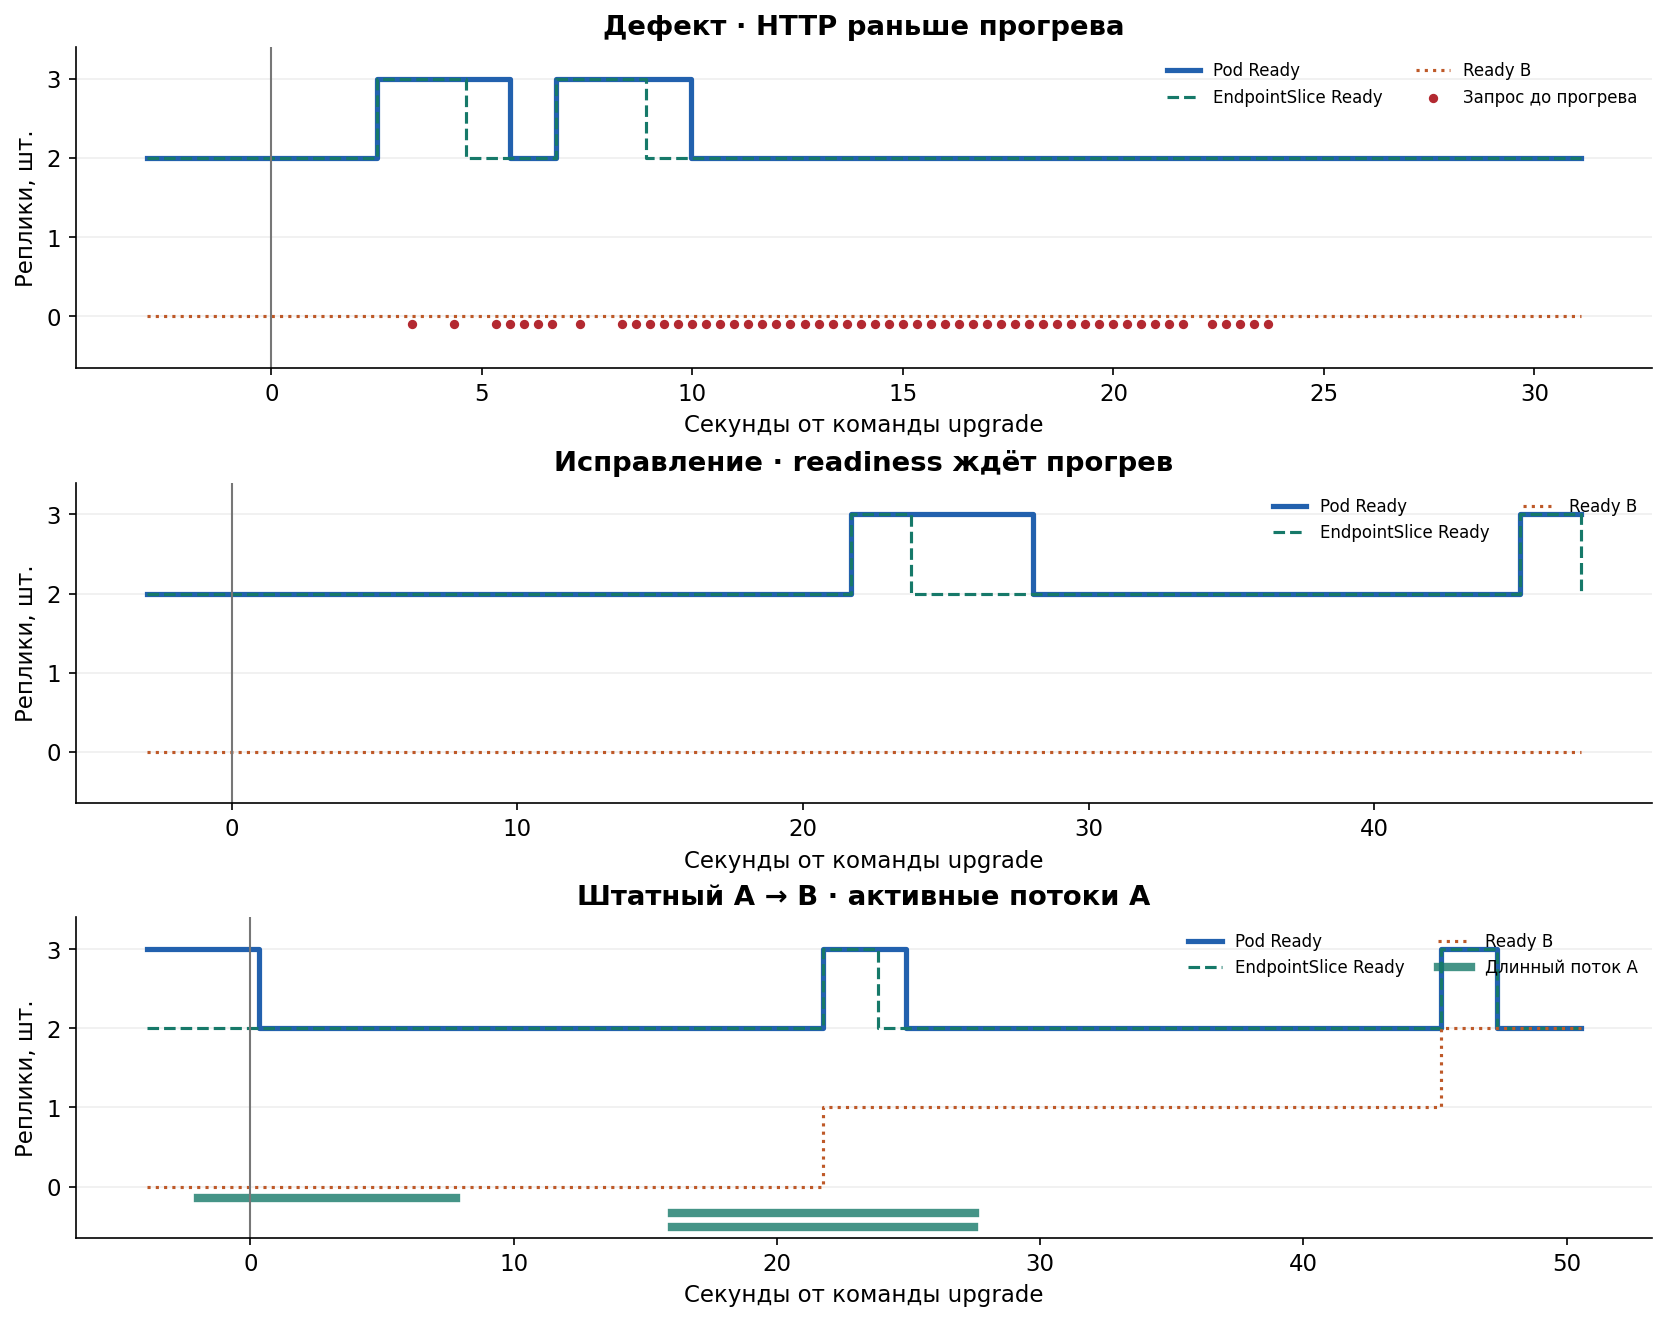 Дефект · HTTP раньше прогрева
Реплики, шт.
3
2
1
0
Pod Ready
EndpointSlice Ready
Ready B
Запрос до прогрева
0 5 10 15 20 25 30
Секунды от команды upgrade
Исправление · readiness ждёт прогрев
Реплики, шт.
3
2
1
0
Pod Ready
EndpointSlice Ready
Ready B
0 10 20 30 40
Секунды от команды upgrade
Штатный A → B · активные потоки A
Реплики, шт.
3
2
1
0
Pod Ready
EndpointSlice Ready
Ready B
Длинный поток A
0 10 20 30 40 50
Секунды от команды upgrade